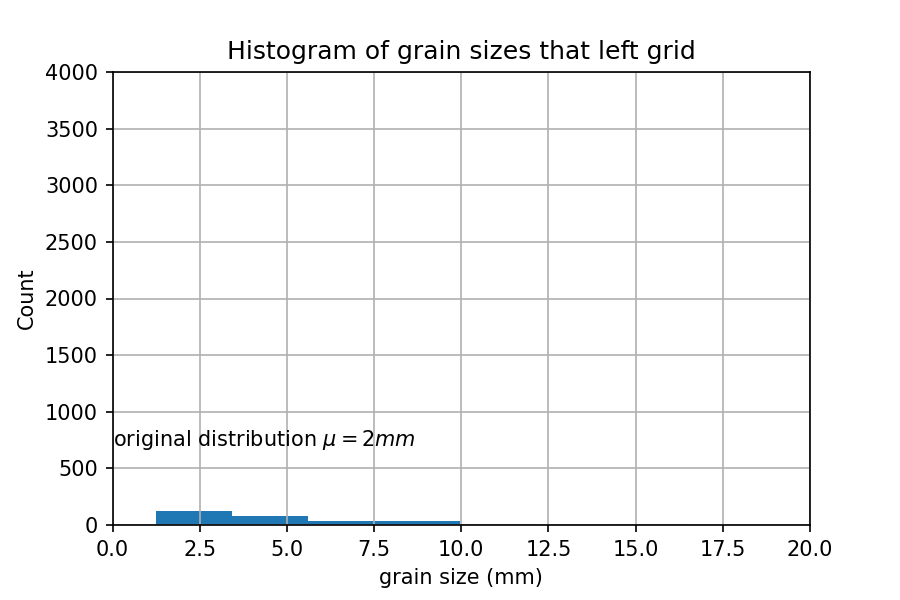 Histogram of grain sizes that left grid
4000
3500
3000
2500
2000
1500
1000
500
0
Count
original distribution μ = 2mm
0.0 2.5 5.0 7.5 10.0 12.5 15.0 17.5 20.0
grain size (mm)